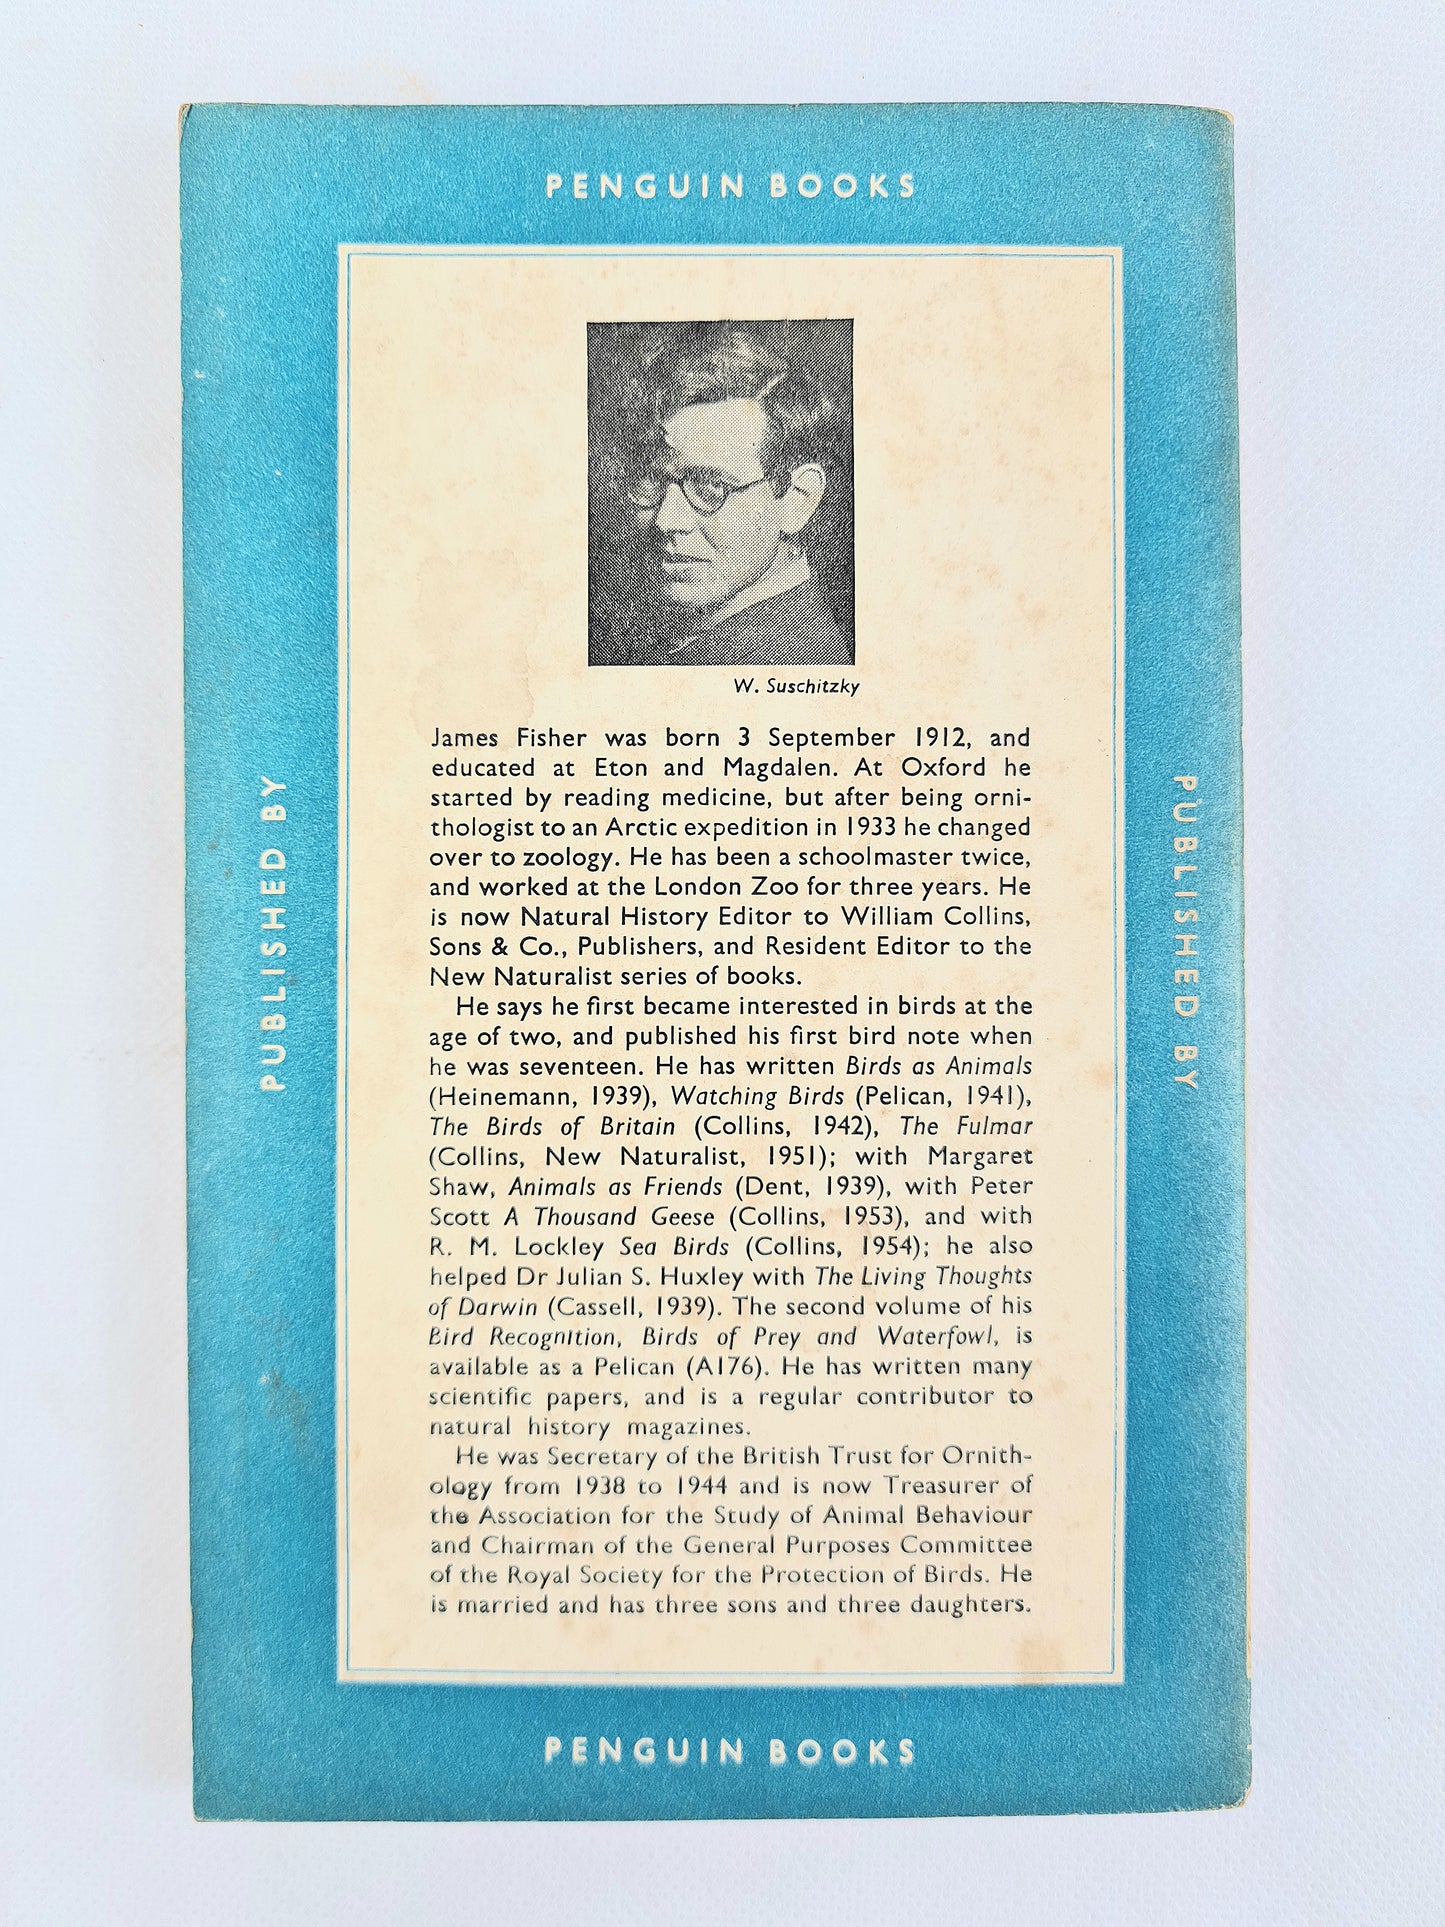 PENGUIN BOOKS
PUBLISHED BY
PUBLISHED BY
W. Suschitzky
James Fisher was born 3 September 1912, and
educated at Eton and Magdalen. At Oxford he
started by reading medicine, but after being orni-
thologist to an Arctic expedition in 1933 he changed
over to zoology. He has been a schoolmaster twice,
and worked at the London Zoo for three years. He
is now Natural History Editor to William Collins,
Sons & Co., Publishers, and Resident Editor to the
New Naturalist series of books.
He says he first became interested in birds at the
age of two, and published his first bird note when
he was seventeen. He has written Birds as Animals
(Heinemann, 1939), Watching Birds (Pelican, 1941),
The Birds of Britain (Collins, 1942), The Fulmar
(Collins, New Naturalist, 1951); with Margaret
Shaw, Animals as Friends (Dent, 1939), with Peter
Scott A Thousand Geese (Collins, 1953), and with
R. M. Lockley Sea Birds (Collins, 1954); he also
helped Dr Julian S. Huxley with The Living Thoughts
of Darwin (Cassell, 1939). The second volume of his
Bird Recognition, Birds of Prey and Waterfowl, is
available as a Pelican (A176). He has written many
scientific papers, and is a regular contributor to
natural history magazines.
He was Secretary of the British Trust for Ornith-
ology from 1938 to 1944 and is now Treasurer of
the Association for the Study of Animal Behaviour
and Chairman of the General Purposes Committee
of the Royal Society for the Protection of Birds. He
is married and has three sons and three daughters.
PENGUIN BOOKS